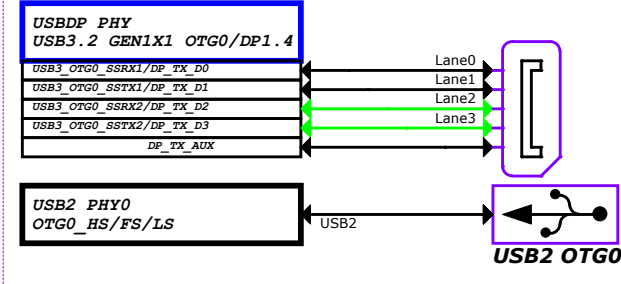 USBDP PHY
USB3.2 GEN1X1 OTG0/DP1.4
USB3_OTG0_SSRX1/DP_TX_D0
Lane0
USB3_OTG0_SSTX1/DP_TX_D1
Lane1
USB3_OTG0_SSRX2/DP_TX_D2
Lane2
USB3_OTG0_SSTX2/DP_TX_D3
Lane3
DP_TX_AUX
USB2 PHY0
OTG0_HS/FS/LS
USB2
USB2 OTG0